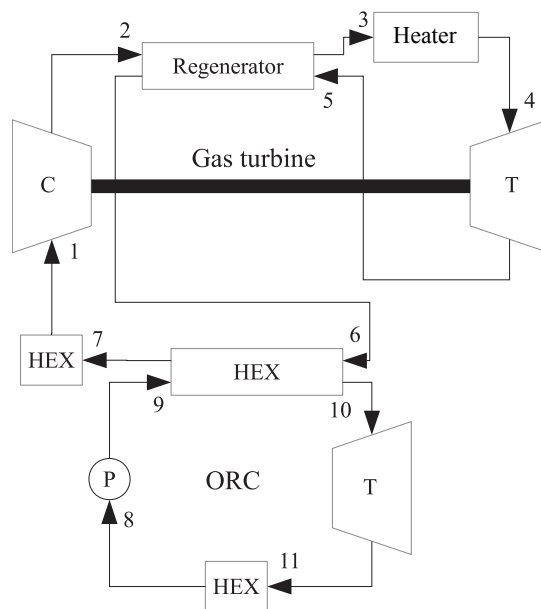 2
3
Heater
Regenerator
5
4
Gas turbine
C
T
1
7
6
HEX
HEX
9
10
P
ORC
T
8
11
HEX